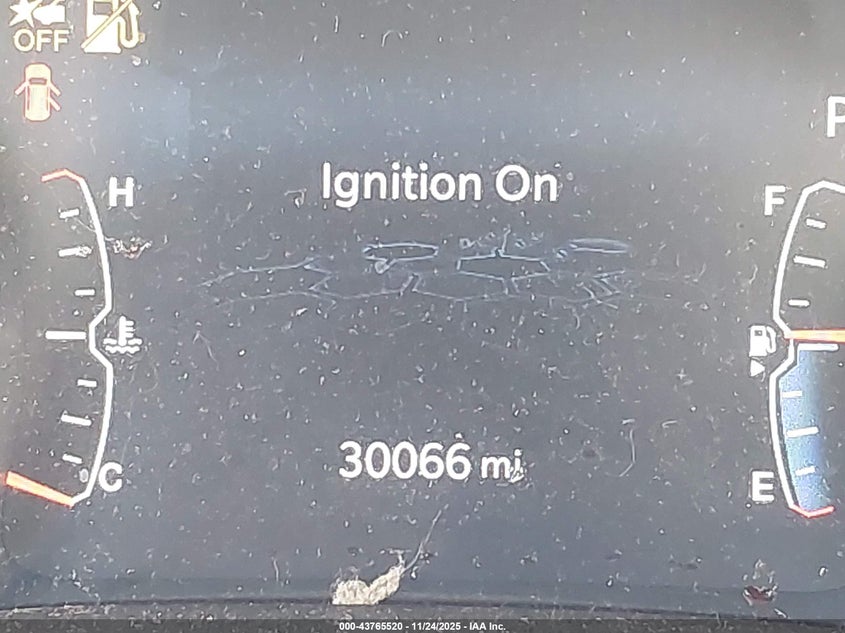 OFF
P
H
Ignition On
F
30066 mi
C
E
000-43765520 - 11/24/2025 - IAA Inc.